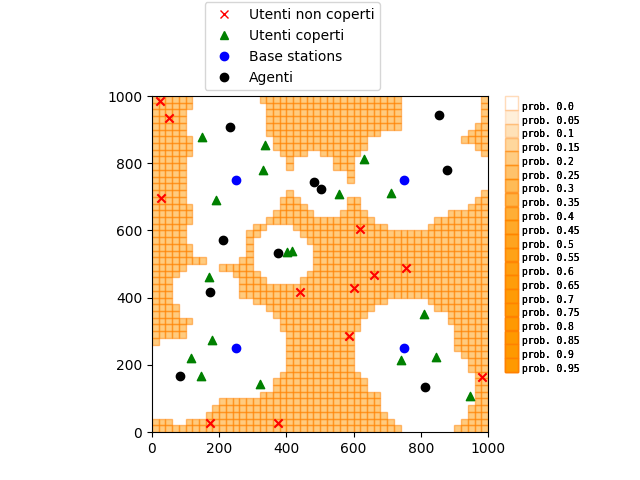 Utenti non coperti
Utenti coperti
Base stations
Agenti
1000
800
600
400
200
0
0 200 400 600 800 1000
prob. 0.0
prob. 0.05
prob. 0.1
prob. 0.15
prob. 0.2
prob. 0.25
prob. 0.3
prob. 0.35
prob. 0.4
prob. 0.45
prob. 0.5
prob. 0.55
prob. 0.6
prob. 0.65
prob. 0.7
prob. 0.75
prob. 0.8
prob. 0.85
prob. 0.9
prob. 0.95